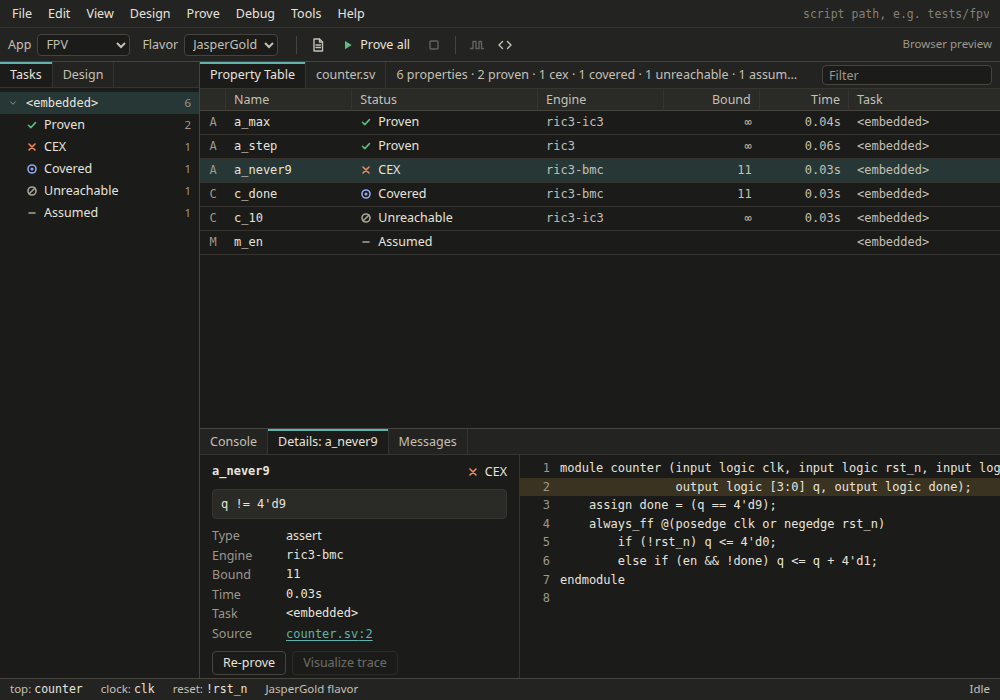 File Edit View Design Prove Debug Tools Help script path, e.g. tests/fpv
App FPV Flavor JasperGold Prove all Browser preview
Tasks Design
<embedded> 6
Proven 2
CEX 1
Covered 1
Unreachable 1
Assumed 1
Property Table counter.sv 6 properties · 2 proven · 1 cex · 1 covered · 1 unreachable · 1 assum... Filter
Name Status Engine Bound Time Task
A a_max Proven ric3-ic3 ∞ 0.04s <embedded>
A a_step Proven ric3 ∞ 0.06s <embedded>
A a_never9 CEX ric3-bmc 11 0.03s <embedded>
C c_done Covered ric3-bmc 11 0.03s <embedded>
C c_10 Unreachable ric3-ic3 ∞ 0.03s <embedded>
M m_en Assumed <embedded>
Console Details: a_never9 Messages
a_never9 CEX
q != 4'd9
Type assert
Engine ric3-bmc
Bound 11
Time 0.03s
Task <embedded>
Source counter.sv:2
Re-prove Visualize trace
1 module counter (input logic clk, input logic rst_n, input log
2 output logic [3:0] q, output logic done);
3 assign done = (q == 4'd9);
4 always_ff @(posedge clk or negedge rst_n)
5 if (!rst_n) q <= 4'd0;
6 else if (en && !done) q <= q + 4'd1;
7 endmodule
8
top: counter clock: clk reset: !rst_n JasperGold flavor Idle